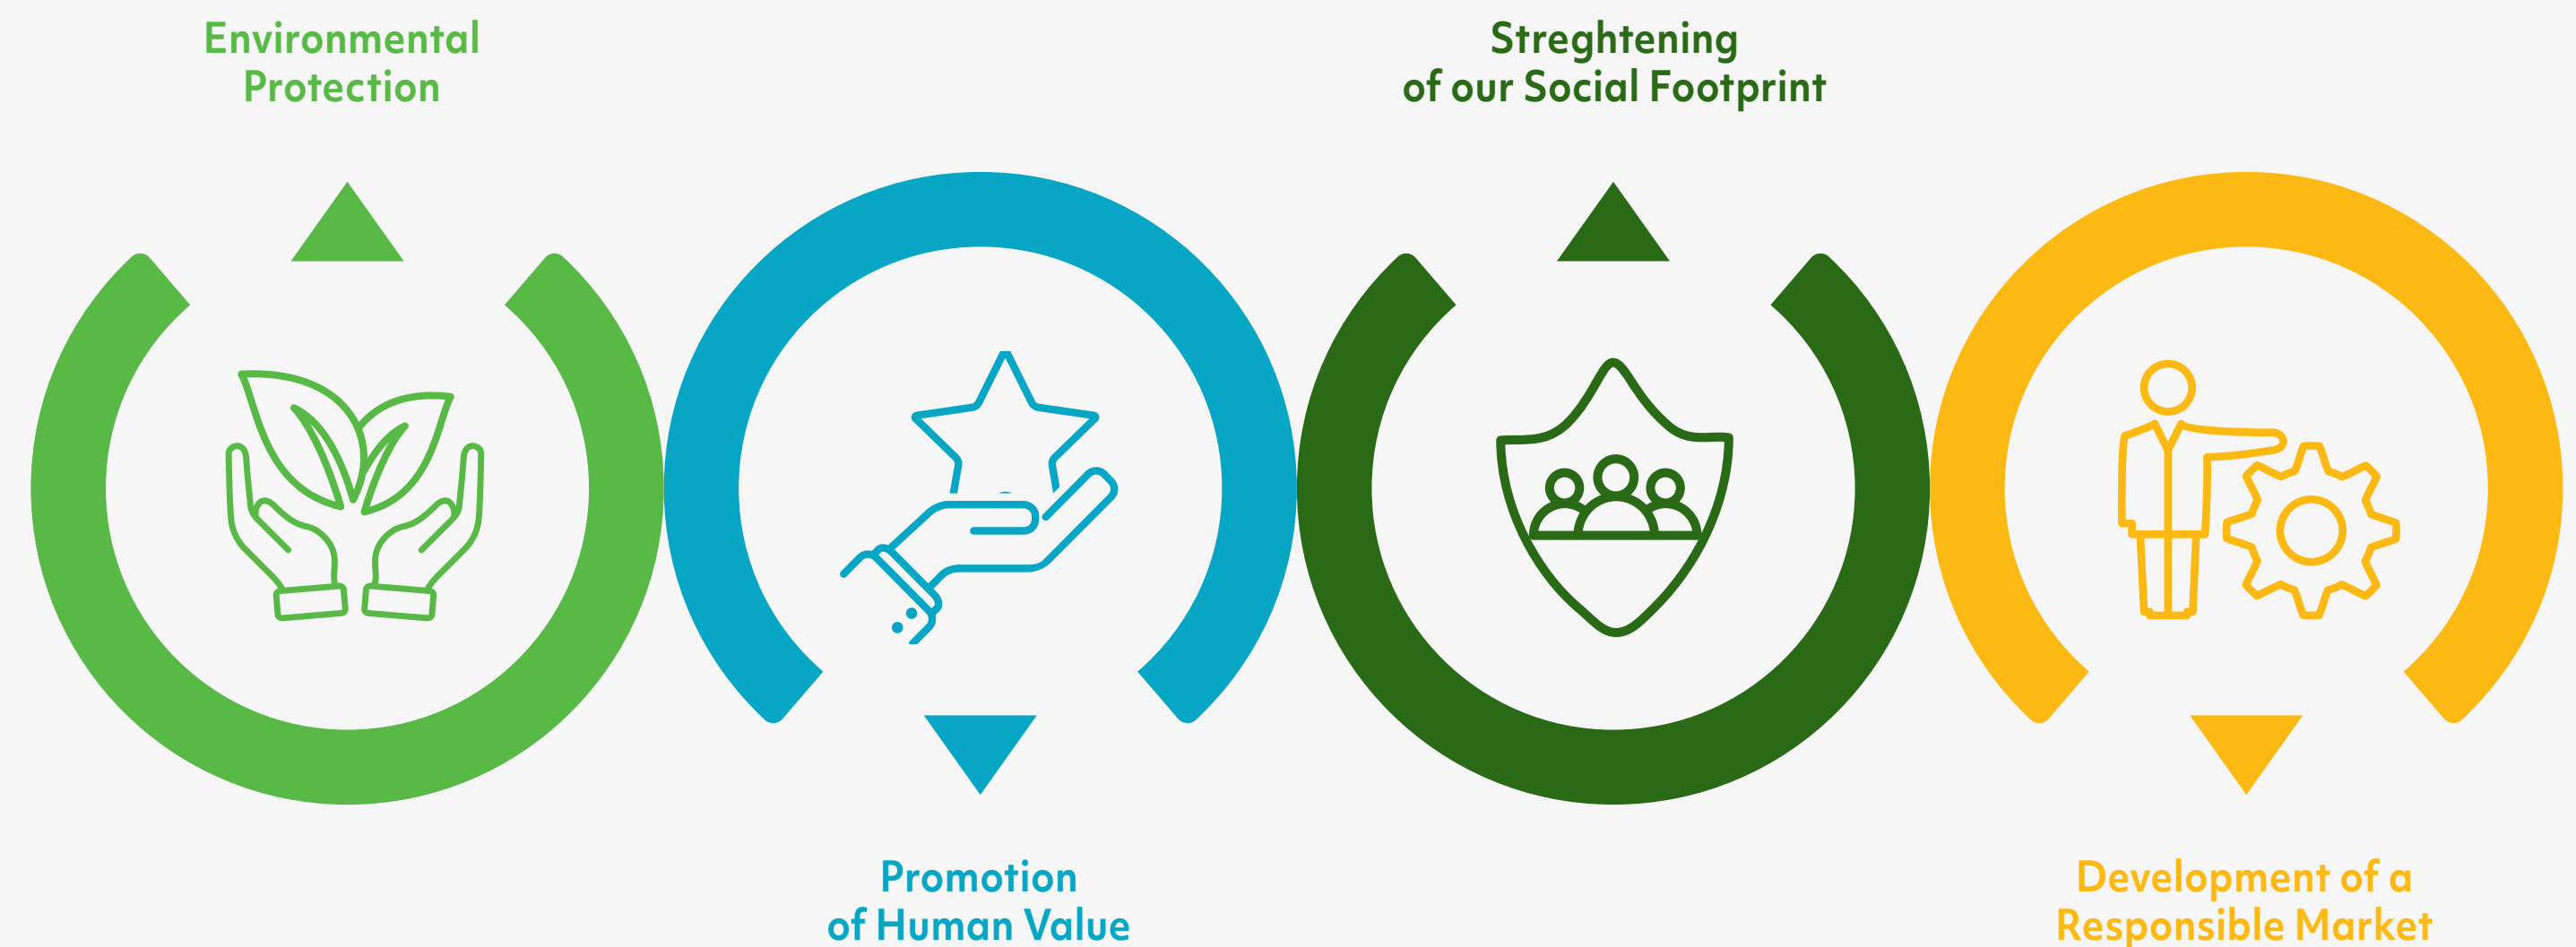 Environmental
Protection
Promotion
of Human Value
Streghtening
of our Social Footprint
Development of a
Responsible Market